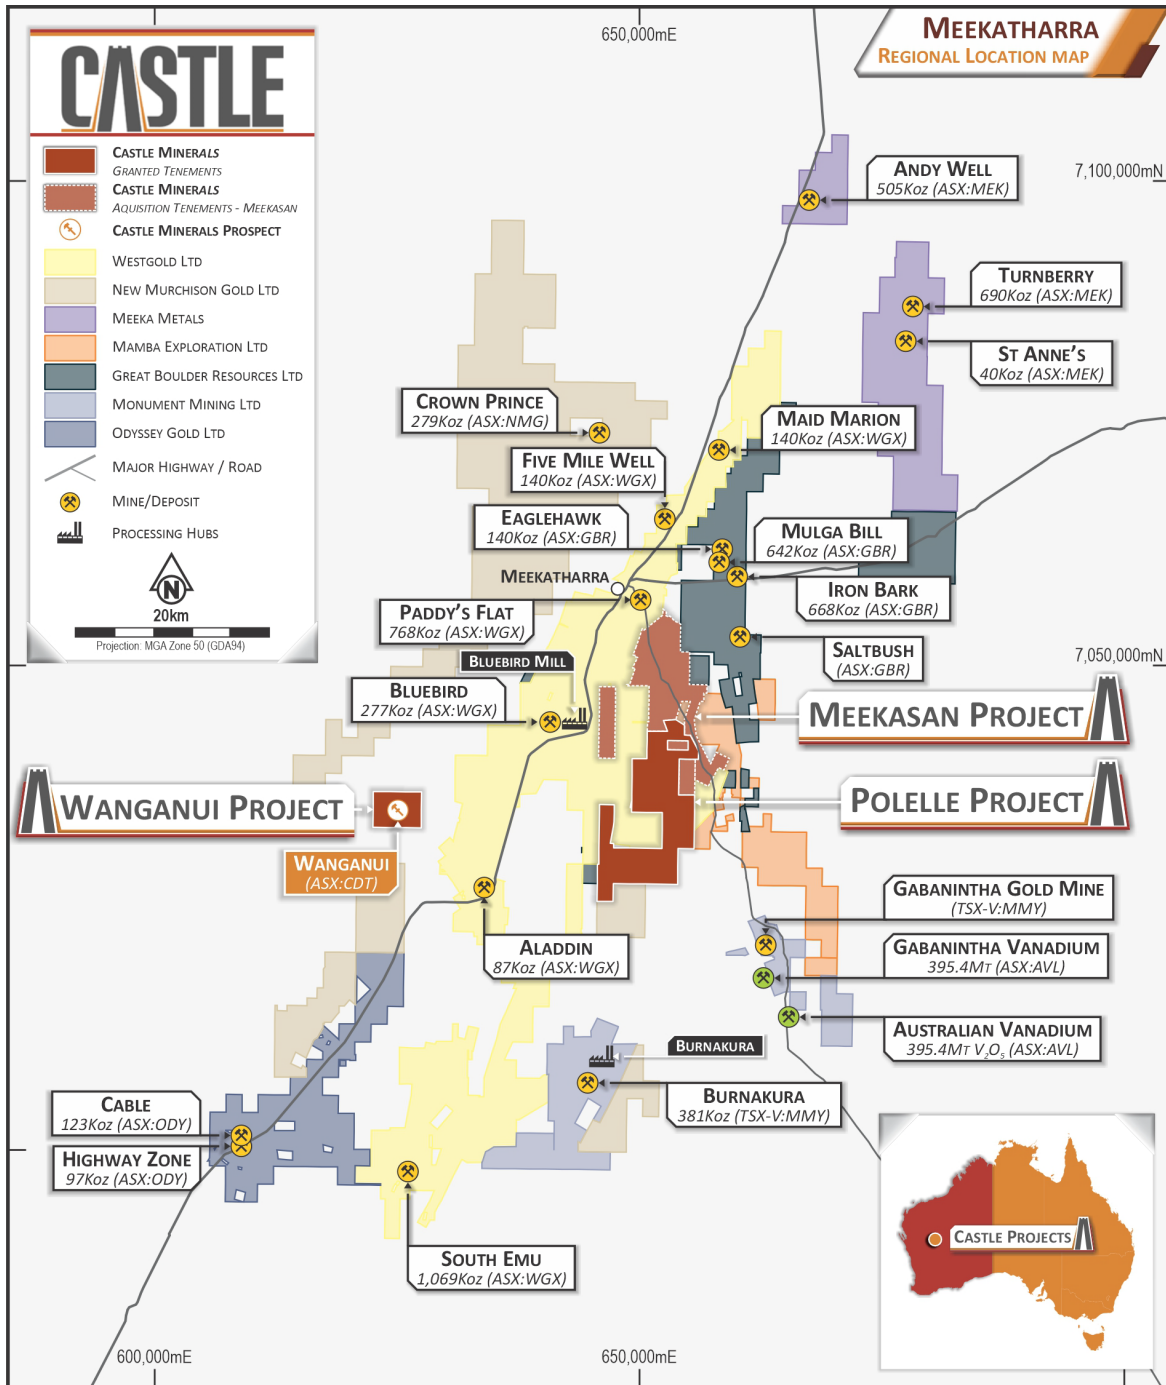 650,000mE
MEEKATHARRA
REGIONAL LOCATION MAP
CASTLE
CASTLE MINERALS
GRANTED TENEMENTS
CASTLE MINERALS
AQUISITION TENEMENTS - MEEKASAN
CASTLE MINERALS PROSPECT
WESTGOLD LTD
NEW MURCHISON GOLD LTD
MEEKA METALS
MAMBA EXPLORATION LTD
GREAT BOULDER RESOURCES LTD
MONUMENT MINING LTD
ODYSSEY GOLD LTD
MAJOR HIGHWAY / ROAD
MINE/DEPOSIT
PROCESSING HUBS
N
20km
Projection: MGA Zone 50 (GDA94)
7,100,000mN
ANDY WELL
505KOZ (ASX:MEK)
TURNBERRY
690KOZ (ASX:MEK)
ST ANNE'S
40KOZ (ASX:MEK)
CROWN PRINCE
279KOZ (ASX:NMG)
MAID MARION
140KOZ (ASX:WGX)
FIVE MILE WELL
140KOZ (ASX:WGX)
EAGLEHAWK
140KOZ (ASX:GBR)
MULGA BILL
642KOZ (ASX:GBR)
MEEKATHARRA
IRON BARK
668KOZ (ASX:GBR)
PADDY'S FLAT
768KOZ (ASX:WGX)
SALTBUSH
(ASX:GBR)
7,050,000mN
BLUEBIRD MILL
BLUEBIRD
277KOZ (ASX:WGX)
MEEKASAN PROJECT
WANGANUI PROJECT
POLELLE PROJECT
WANGANUI
(ASX:CDT)
GABANINTHA GOLD MINE
(TSX-V:MMY)
ALADDIN
87KOZ (ASX:WGX)
GABANINTHA VANADIUM
395.4MT (ASX:AVL)
AUSTRALIAN VANADIUM
395.4MT V₂O₅ (ASX:AVL)
BURNAKURA
BURNAKURA
381KOZ (TSX-V:MMY)
CABLE
123KOZ (ASX:ODY)
HIGHWAY ZONE
97KOZ (ASX:ODY)
SOUTH EMU
1,069KOZ (ASX:WGX)
CASTLE PROJECTS
600,000mE
650,000mE